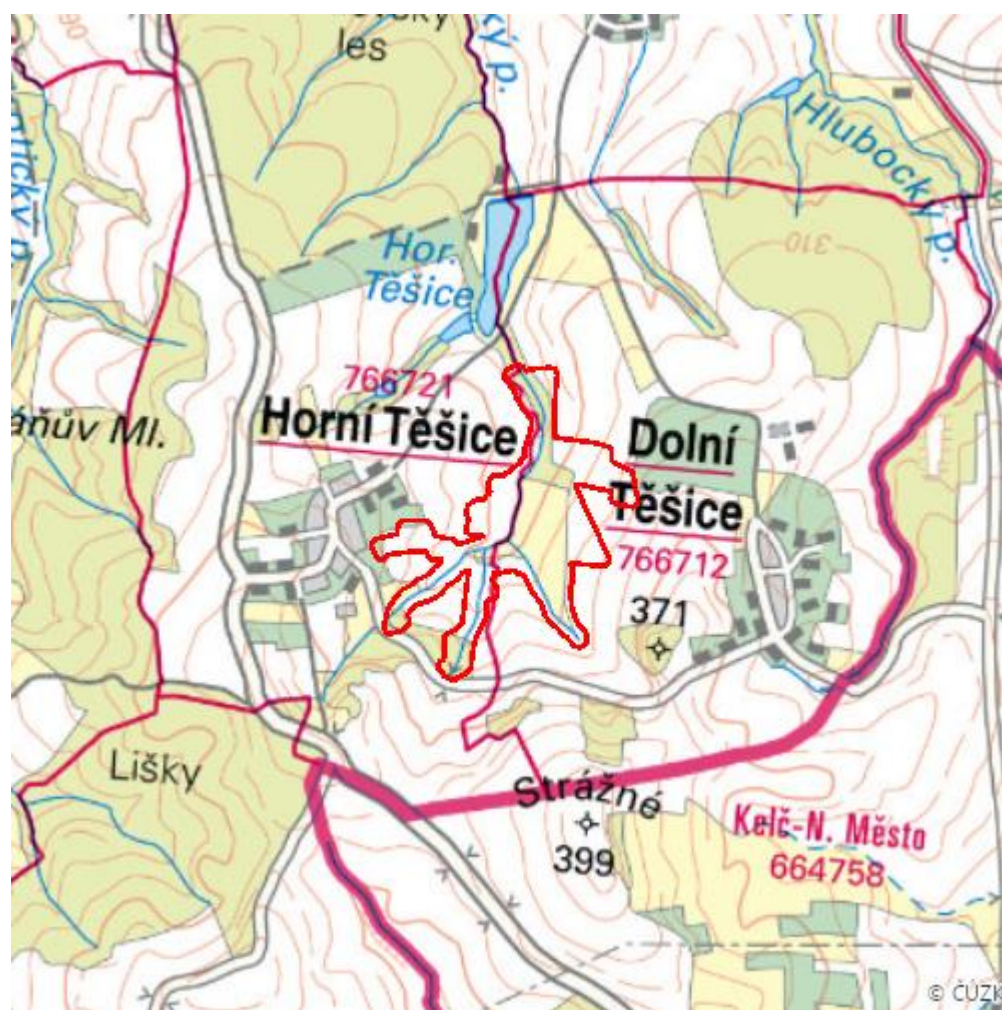 les
ký p.
Hlubocký p.
310
Hor.
Těšice
766721
Horní Těšice
Dolní
Těšice
766712
áňův Ml.
371
Lišky
Strážné
399
Kelč-N. Město
664758
© ČÚZK